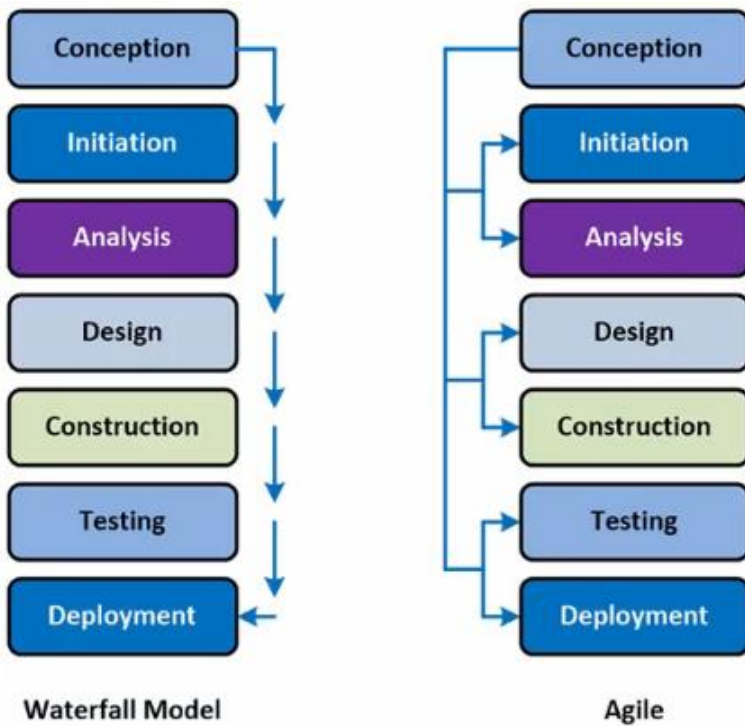 Conception
Initiation
Analysis
Design
Construction
Testing
Deployment
Waterfall Model
Conception
Initiation
Analysis
Design
Construction
Testing
Deployment
Agile